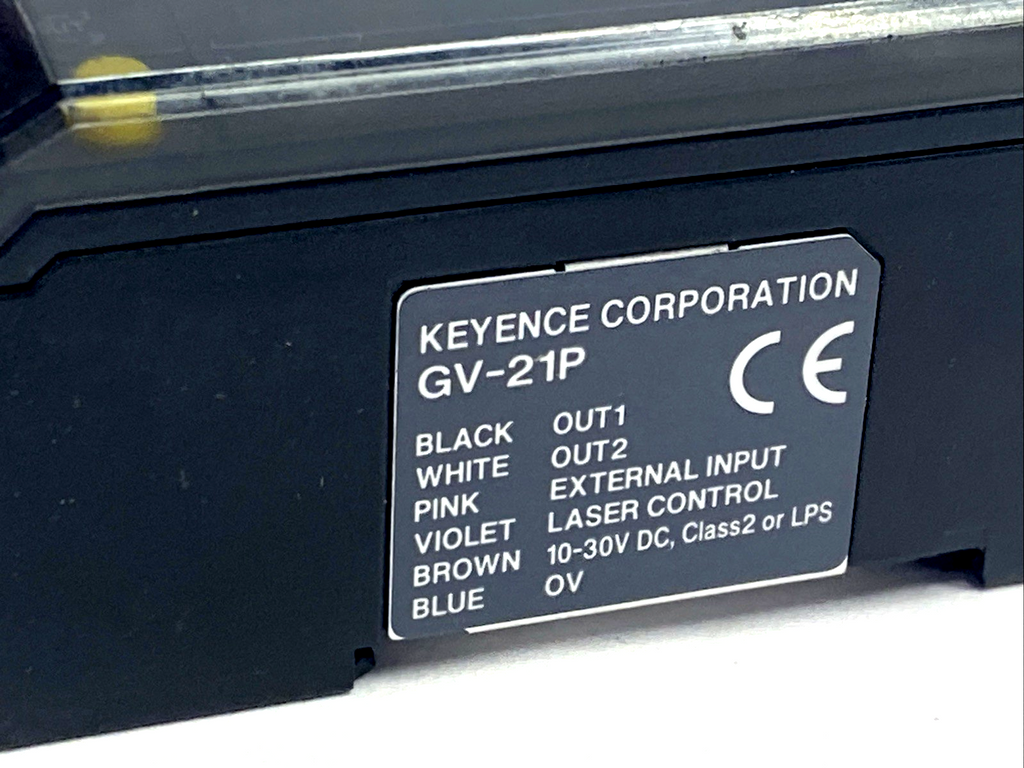 KEYENCE CORPORATION
GV-21P
CE
BLACK OUT1
WHITE OUT2
PINK EXTERNAL INPUT
VIOLET LASER CONTROL
BROWN 10-30V DC, Class2 or LPS
BLUE 0V